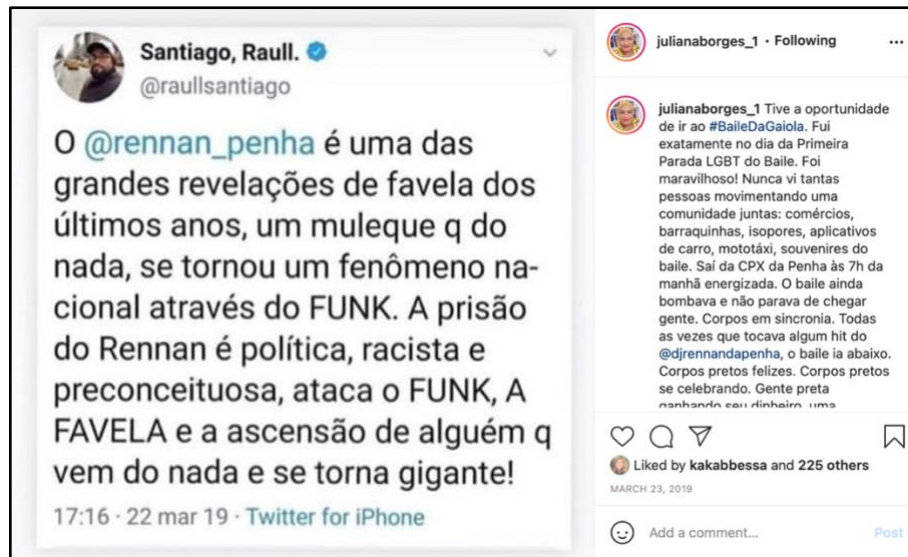 Santiago, Raull.
@raullsantiago
O @rennan_penha é uma das
grandes revelações de favela dos
últimos anos, um muleque q do
nada, se tornou um fenômeno na-
cional através do FUNK. A prisão
do Rennan é política, racista e
preconceituosa, ataca o FUNK, A
FAVELA e a ascensão de alguém q
vem do nada e se torna gigante!
17:16 · 22 mar 19 · Twitter for iPhone
julianaborges_1 • Following
julianaborges_1 Tive a oportunidade
de ir ao #BaileDaGaiola. Fui
exatamente no dia da Primeira
Parada LGBT do Baile. Foi
maravilhoso! Nunca vi tantas
pessoas movimentando uma
comunidade juntas: comércios,
barraquinhas, isopores, aplicativos
de carro, mototáxi, souvenires do
baile. Saí da CPX da Penha às 7h da
manhã energizada. O baile ainda
bombava e não parava de chegar
gente. Corpos em sincronia. Todas
as vezes que tocava algum hit do
@djrennandapenha, o baile ia abaixo.
Corpos pretos felizes. Corpos pretos
se celebrando. Gente preta
ganhando seu dinheiro, uma
Liked by kakabbessa and 225 others
MARCH 23, 2019
Add a comment...
Post